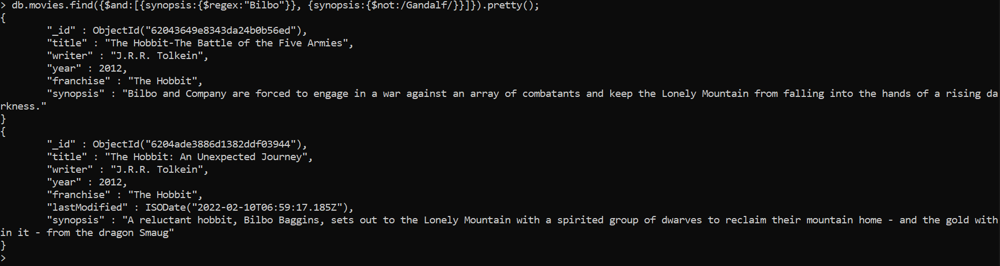 > db.movies.find({$and:[{synopsis:{$regex:"Bilbo"}}, {synopsis:{$not:/Gandalf/}}]}).pretty();
{
        "_id" : ObjectId("62043649e8343da24b0b56ed"),
        "title" : "The Hobbit-The Battle of the Five Armies",
        "writer" : "J.R.R. Tolkein",
        "year" : 2012,
        "franchise" : "The Hobbit",
        "synopsis" : "Bilbo and Company are forced to engage in a war against an array of combatants and keep the Lonely Mountain from falling into the hands of a rising da
rkness."
}
{
        "_id" : ObjectId("6204ade3886d1382ddf03944"),
        "title" : "The Hobbit: An Unexpected Journey",
        "writer" : "J.R.R. Tolkein",
        "year" : 2012,
        "franchise" : "The Hobbit",
        "lastModified" : ISODate("2022-02-10T06:59:17.185Z"),
        "synopsis" : "A reluctant hobbit, Bilbo Baggins, sets out to the Lonely Mountain with a spirited group of dwarves to reclaim their mountain home - and the gold with
in it - from the dragon Smaug"
}
>